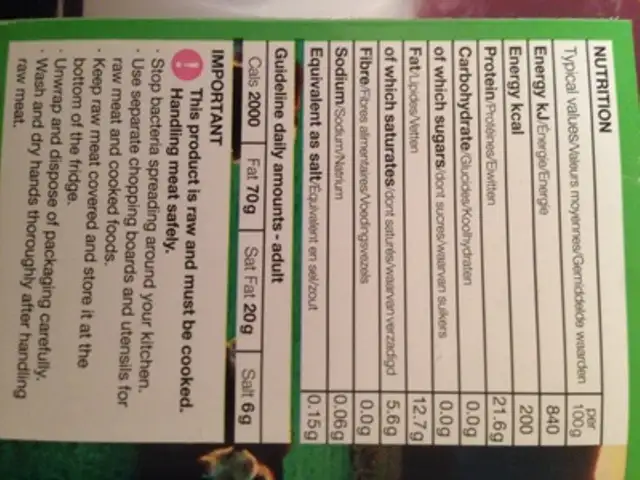 NUTRITION
Typical values/Valeurs moyennes/Gemiddelde waarden per 100g
Energy kJ/Énergie/Energie 840
Energy kcal 200
Protein/Protéines/Eiwitten 21.6g
Carbohydrate/Glucides/Koolhydraten 0.0g
of which sugars/dont sucres/waarvan suikers 0.0g
Fat/Lipides/Vetten 12.7g
of which saturates/dont saturés/waarvan verzadigd 5.6g
Fibre/Fibres alimentaires/Voedingsvezels 0.0g
Sodium/Sodium/Natrium 0.06g
Equivalent as salt/Équivalent en sel/zout 0.15g
Guideline daily amounts - adult
Cals 2000 Fat 70g Sat Fat 20g Salt 6g
IMPORTANT
! This product is raw and must be cooked.
Handling meat safely.
· Stop bacteria spreading around your kitchen.
· Use separate chopping boards and utensils for
raw meat and cooked foods.
· Keep raw meat covered and store it at the
bottom of the fridge.
· Unwrap and dispose of packaging carefully.
· Wash and dry hands thoroughly after handling
raw meat.